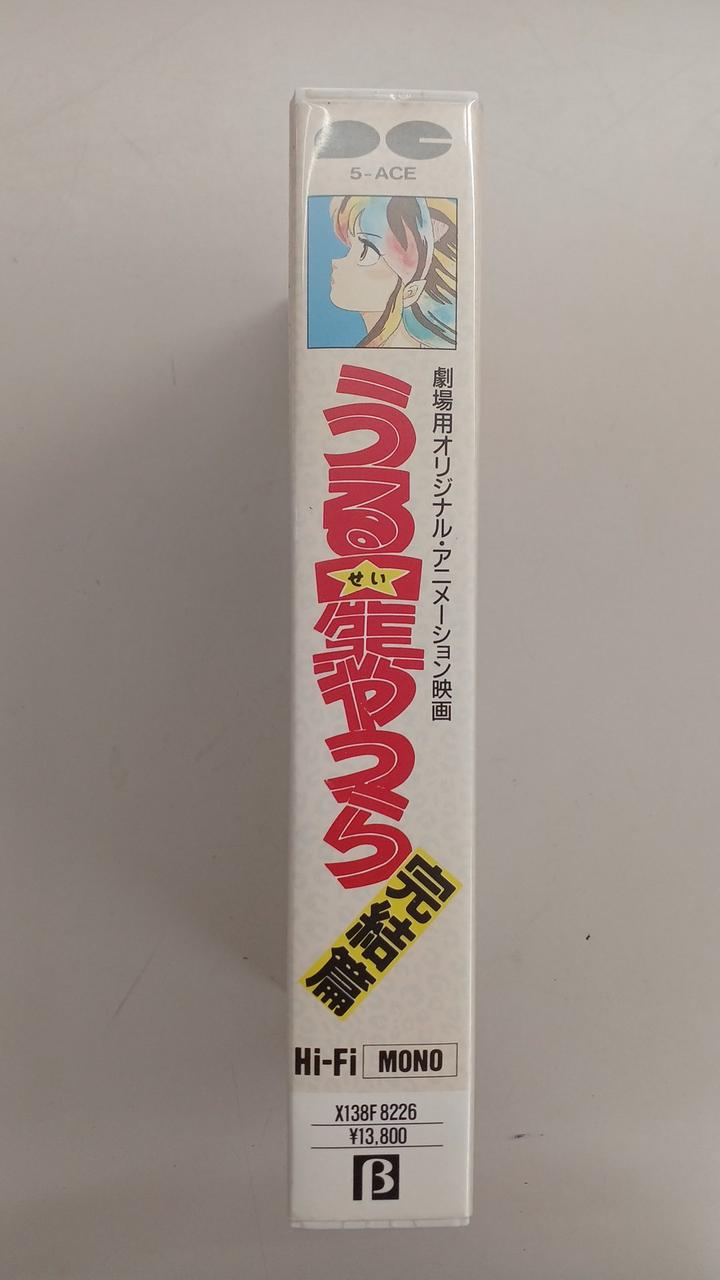 5-ACE
劇場用オリジナル・アニメーション映画
うる星やつら
せい
完結篇
Hi-Fi MONO
X138F 8226
¥13,800
β